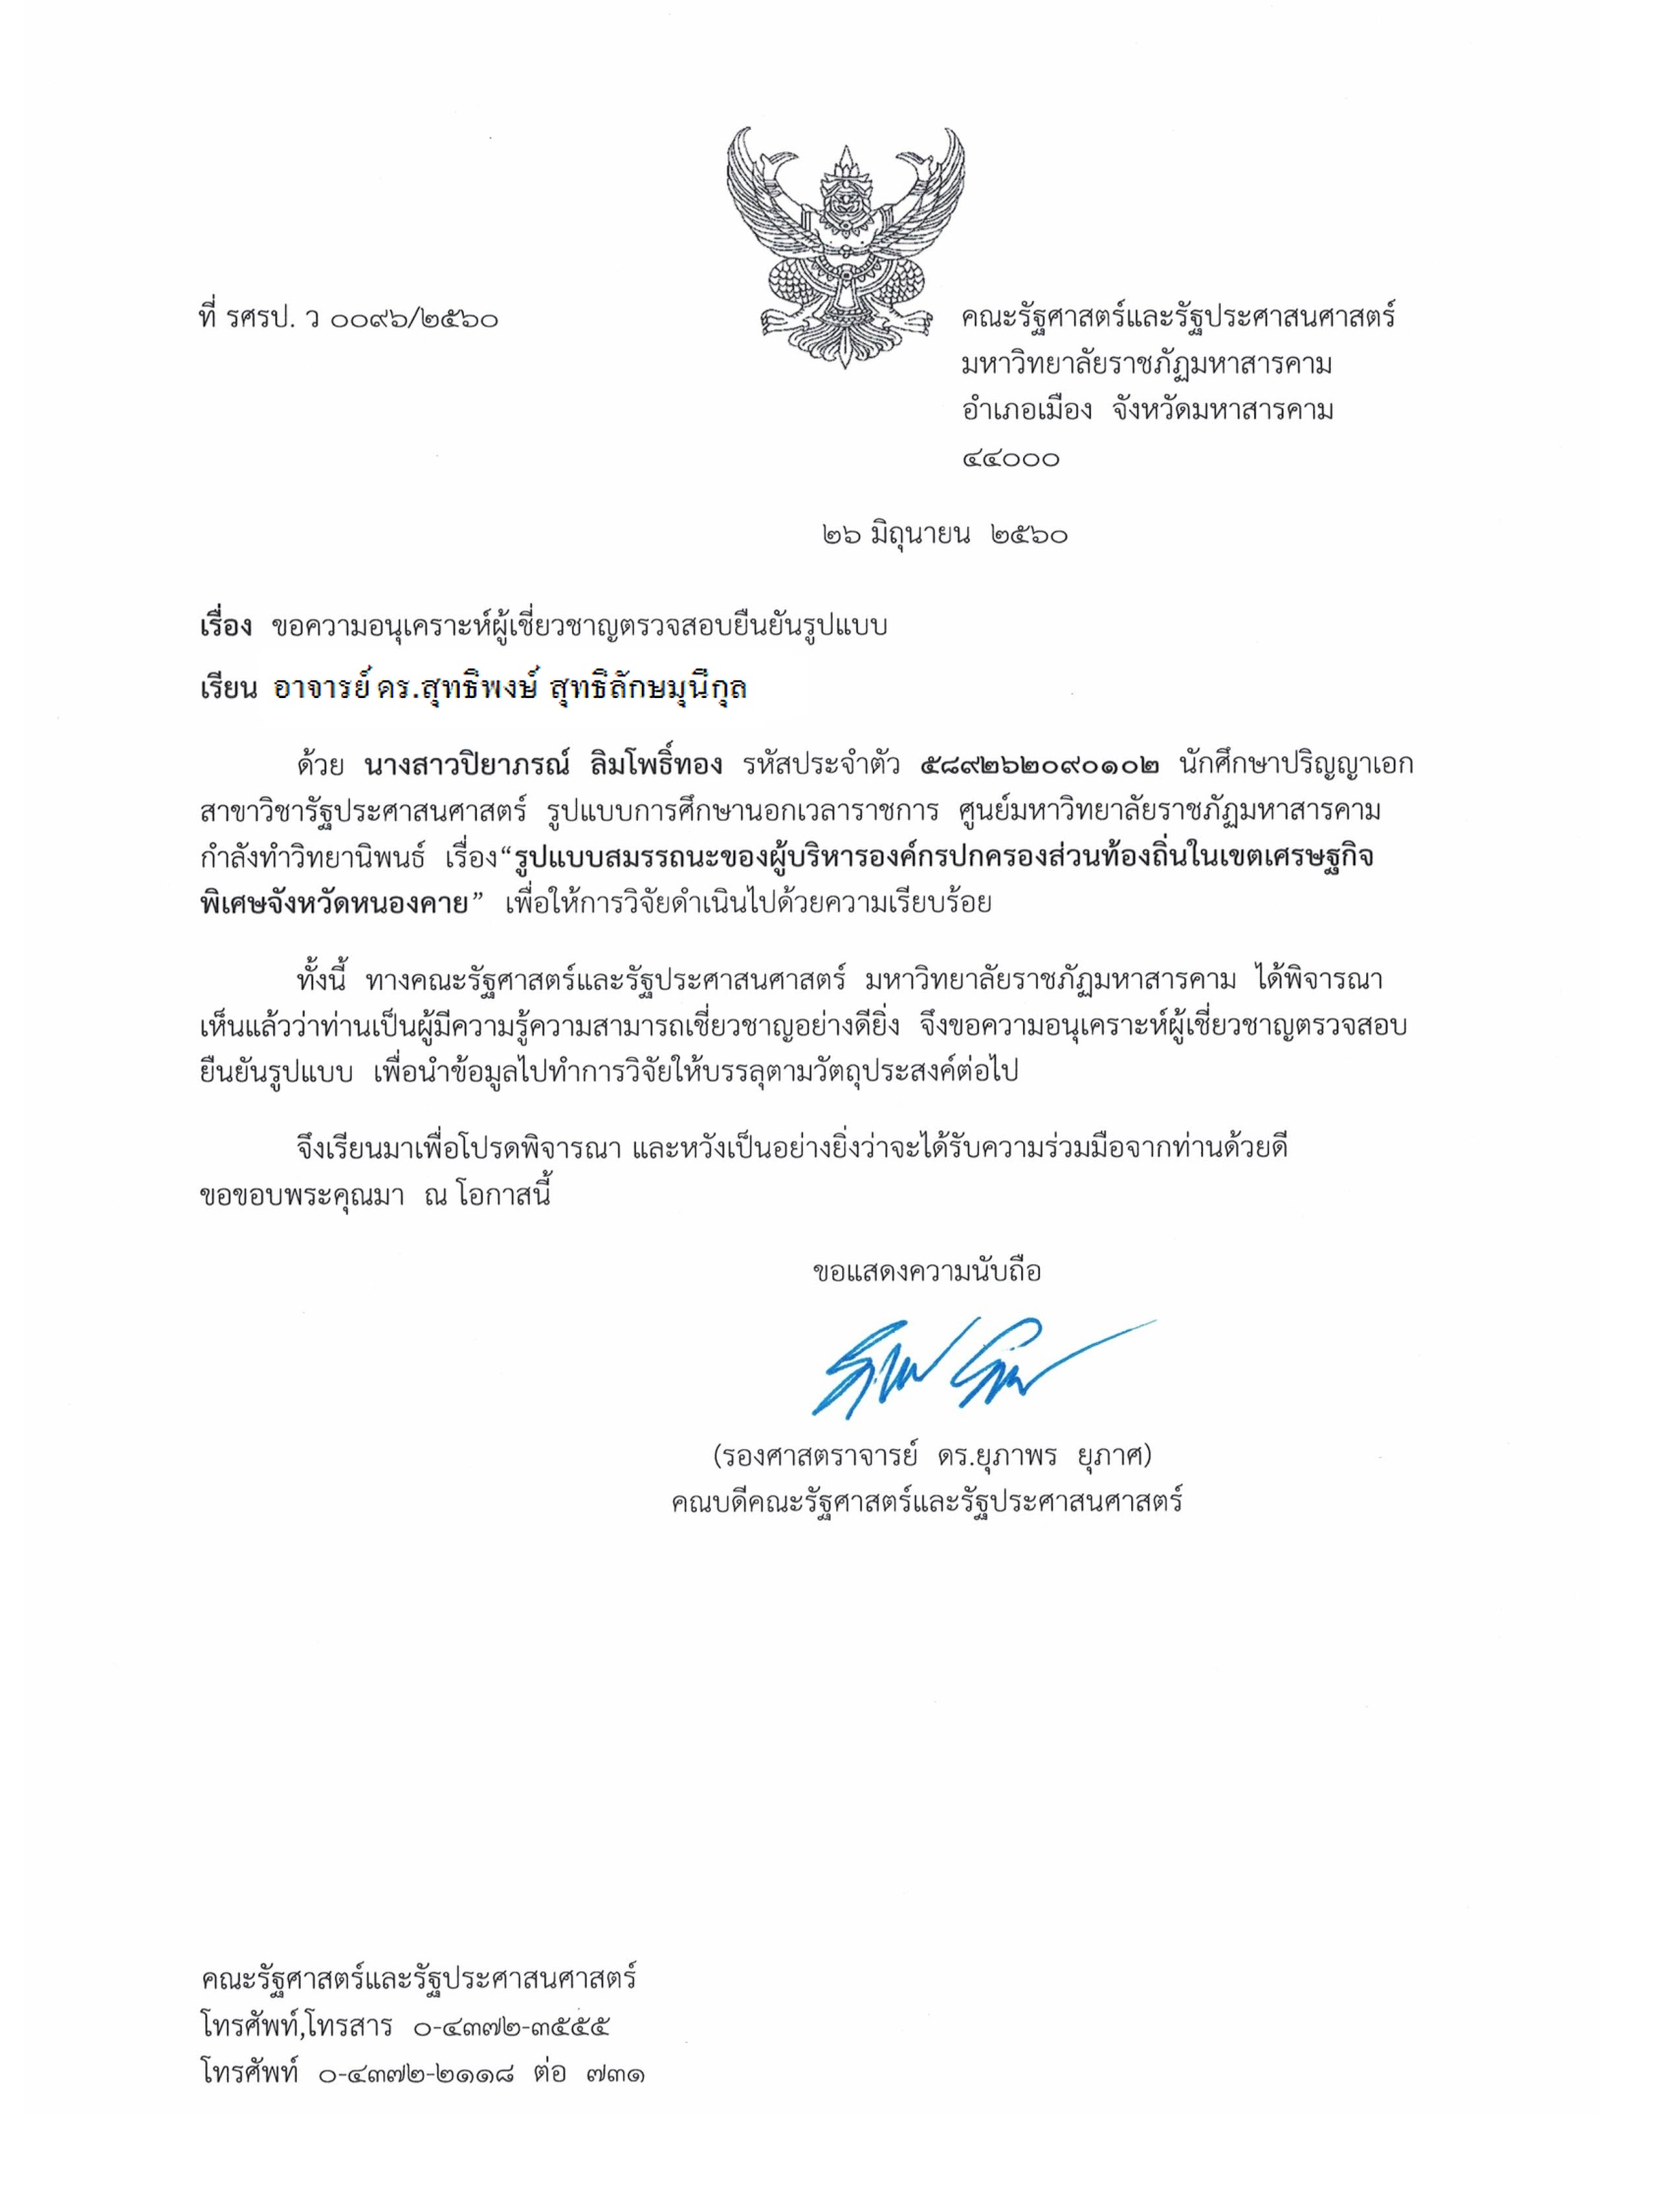 ที่ รศรป. ว ๐๐๙๖/๒๕๖๐
คณะรัฐศาสตร์และรัฐประศาสนศาสตร์
มหาวิทยาลัยราชภัฏมหาสารคาม
อำเภอเมือง จังหวัดมหาสารคาม
๔๔๐๐๐
๒๖ มิถุนายน ๒๕๖๐
เรื่อง ขอความอนุเคราะห์ผู้เชี่ยวชาญตรวจสอบยืนยันรูปแบบ
เรียน อาจารย์ ดร.สุทธิพงษ์ สุทธิลักษมุนีกุล
ด้วย นางสาวปิยาภรณ์ ลิมโพธิ์ทอง รหัสประจำตัว ๕๘๙๒๖๒๐๙๐๑๐๒ นักศึกษาปริญญาเอก
สาขาวิชารัฐประศาสนศาสตร์ รูปแบบการศึกษานอกเวลาราชการ ศูนย์มหาวิทยาลัยราชภัฏมหาสารคาม
กำลังทำวิทยานิพนธ์ เรื่อง“รูปแบบสมรรถนะของผู้บริหารองค์กรปกครองส่วนท้องถิ่นในเขตเศรษฐกิจ
พิเศษจังหวัดหนองคาย” เพื่อให้การวิจัยดำเนินไปด้วยความเรียบร้อย
ทั้งนี้ ทางคณะรัฐศาสตร์และรัฐประศาสนศาสตร์ มหาวิทยาลัยราชภัฏมหาสารคาม ได้พิจารณา
เห็นแล้วว่าท่านเป็นผู้มีความรู้ความสามารถเชี่ยวชาญอย่างดียิ่ง จึงขอความอนุเคราะห์ผู้เชี่ยวชาญตรวจสอบ
ยืนยันรูปแบบ เพื่อนำข้อมูลไปทำการวิจัยให้บรรลุตามวัตถุประสงค์ต่อไป
จึงเรียนมาเพื่อโปรดพิจารณา และหวังเป็นอย่างยิ่งว่าจะได้รับความร่วมมือจากท่านด้วยดี
ขอขอบพระคุณมา ณ โอกาสนี้
ขอแสดงความนับถือ
(รองศาสตราจารย์ ดร.ยุภาพร ยุภาศ)
คณบดีคณะรัฐศาสตร์และรัฐประศาสนศาสตร์
คณะรัฐศาสตร์และรัฐประศาสนศาสตร์
โทรศัพท์,โทรสาร ๐-๔๓๗๒-๓๕๕๕
โทรศัพท์ ๐-๔๓๗๒-๒๑๑๘ ต่อ ๗๓๑